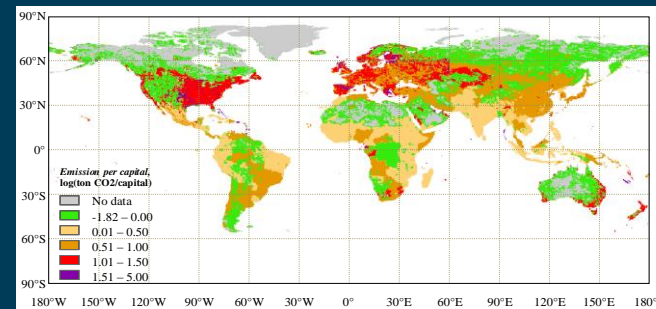 90°N
60°N
30°N
0°
30°S
60°S
90°S
Emission per capital,
log(ton CO2/capital)
No data
-1.82 – 0.00
0.01 – 0.50
0.51 – 1.00
1.01 – 1.50
1.51 – 5.00
180°W 150°W 120°W 90°W 60°W 30°W 0° 30°E 60°E 90°E 120°E 150°E 180°E